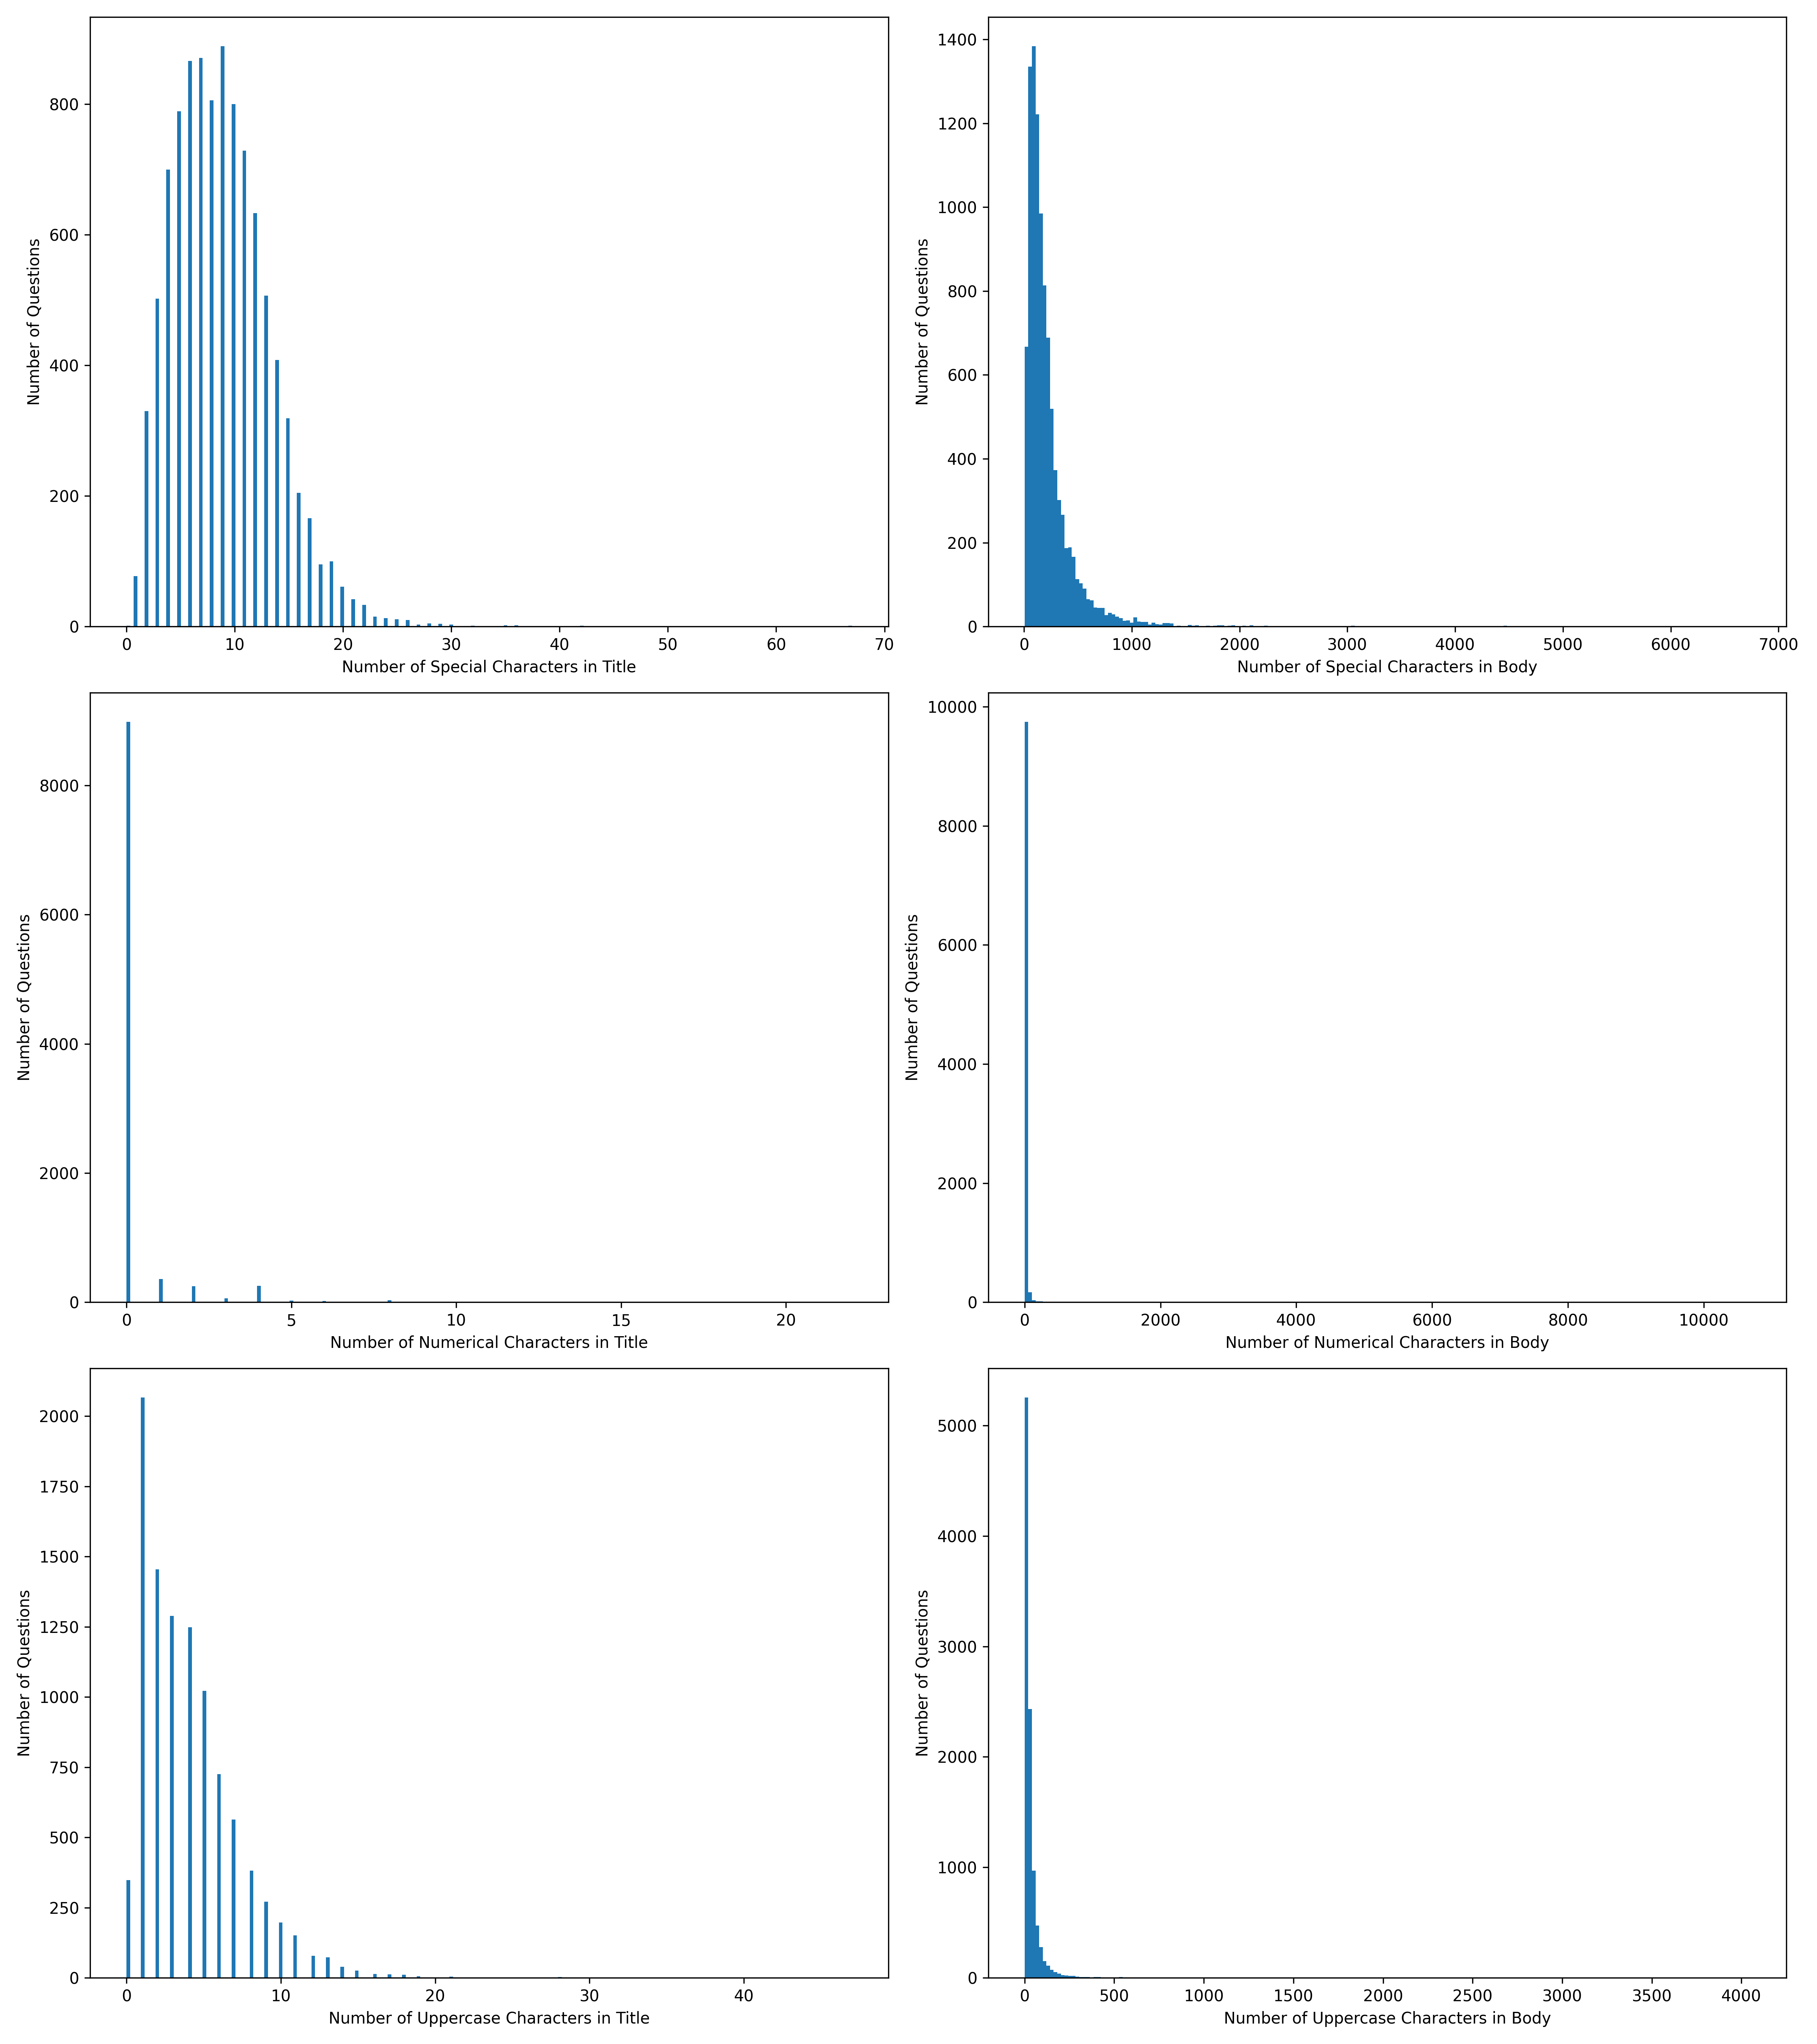 800
600
400
200
0
Number of Questions
0 10 20 30 40 50 60 70
Number of Special Characters in Title
1400
1200
1000
800
600
400
200
0
Number of Questions
0 1000 2000 3000 4000 5000 6000 7000
Number of Special Characters in Body
8000
6000
4000
2000
0
Number of Questions
0 5 10 15 20
Number of Numerical Characters in Title
10000
8000
6000
4000
2000
0
Number of Questions
0 2000 4000 6000 8000 10000
Number of Numerical Characters in Body
2000
1750
1500
1250
1000
750
500
250
0
Number of Questions
0 10 20 30 40
Number of Uppercase Characters in Title
5000
4000
3000
2000
1000
0
Number of Questions
0 500 1000 1500 2000 2500 3000 3500 4000
Number of Uppercase Characters in Body